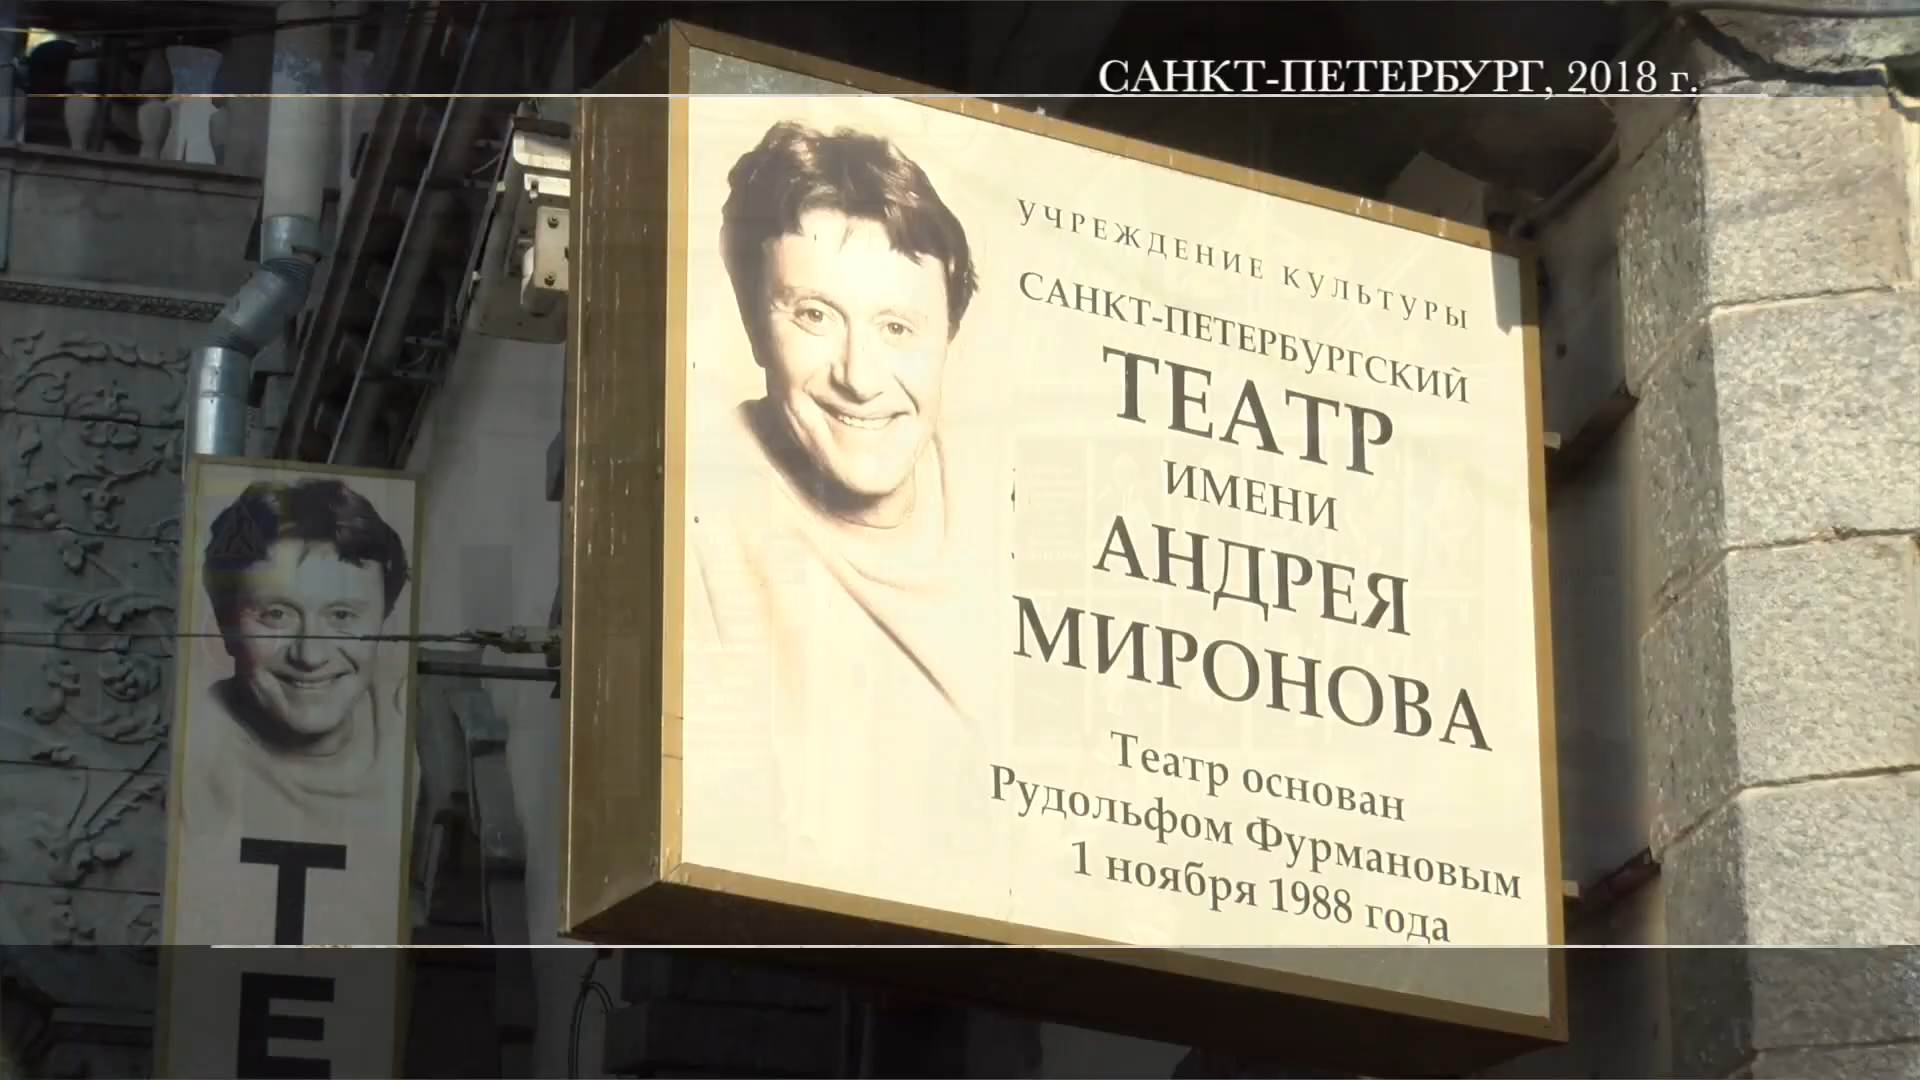 САНКТ-ПЕТЕРБУРГ, 2018 г.
УЧРЕЖДЕНИЕ КУЛЬТУРЫ
САНКТ-ПЕТЕРБУРГСКИЙ
ТЕАТР
ИМЕНИ
АНДРЕЯ
МИРОНОВА
Театр основан
Рудольфом Фурмановым
1 ноября 1988 года
Т
Е